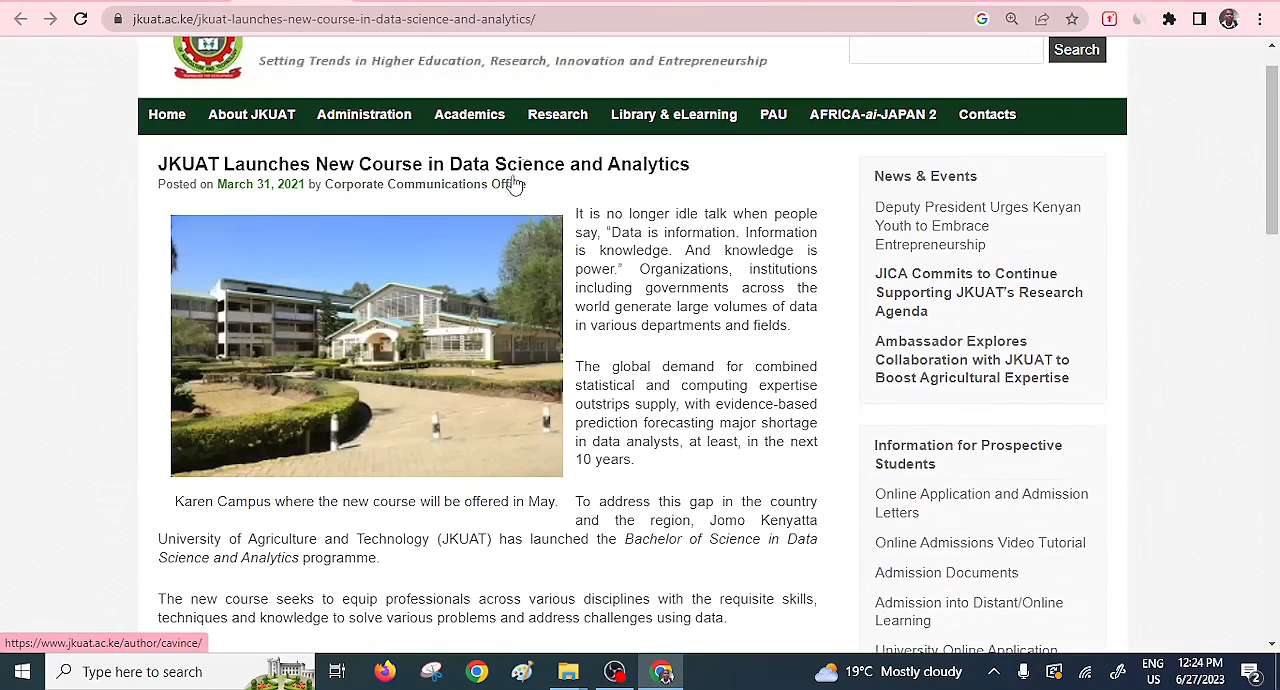 jkuat.ac.ke/jkuat-launches-new-course-in-data-science-and-analytics/
Setting Trends in Higher Education, Research, Innovation and Entrepreneurship
Search
Home About JKUAT Administration Academics Research Library & eLearning PAU AFRICA-ai-JAPAN 2 Contacts
JKUAT Launches New Course in Data Science and Analytics
Posted on March 31, 2021 by Corporate Communications Office
It is no longer idle talk when people
say, “Data is information. Information
is knowledge. And knowledge is
power.” Organizations, institutions
including governments across the
world generate large volumes of data
in various departments and fields.
The global demand for combined
statistical and computing expertise
outstrips supply, with evidence-based
prediction forecasting major shortage
in data analysts, at least, in the next
10 years.
Karen Campus where the new course will be offered in May.
To address this gap in the country
and the region, Jomo Kenyatta
University of Agriculture and Technology (JKUAT) has launched the Bachelor of Science in Data
Science and Analytics programme.
The new course seeks to equip professionals across various disciplines with the requisite skills,
techniques and knowledge to solve various problems and address challenges using data.
News & Events
Deputy President Urges Kenyan
Youth to Embrace
Entrepreneurship
JICA Commits to Continue
Supporting JKUAT’s Research
Agenda
Ambassador Explores
Collaboration with JKUAT to
Boost Agricultural Expertise
Information for Prospective
Students
Online Application and Admission
Letters
Online Admissions Video Tutorial
Admission Documents
Admission into Distant/Online
Learning
University Online Application
https://www.jkuat.ac.ke/author/cavince/
Type here to search
19°C Mostly cloudy
ENG
US
12:24 PM
6/27/2023